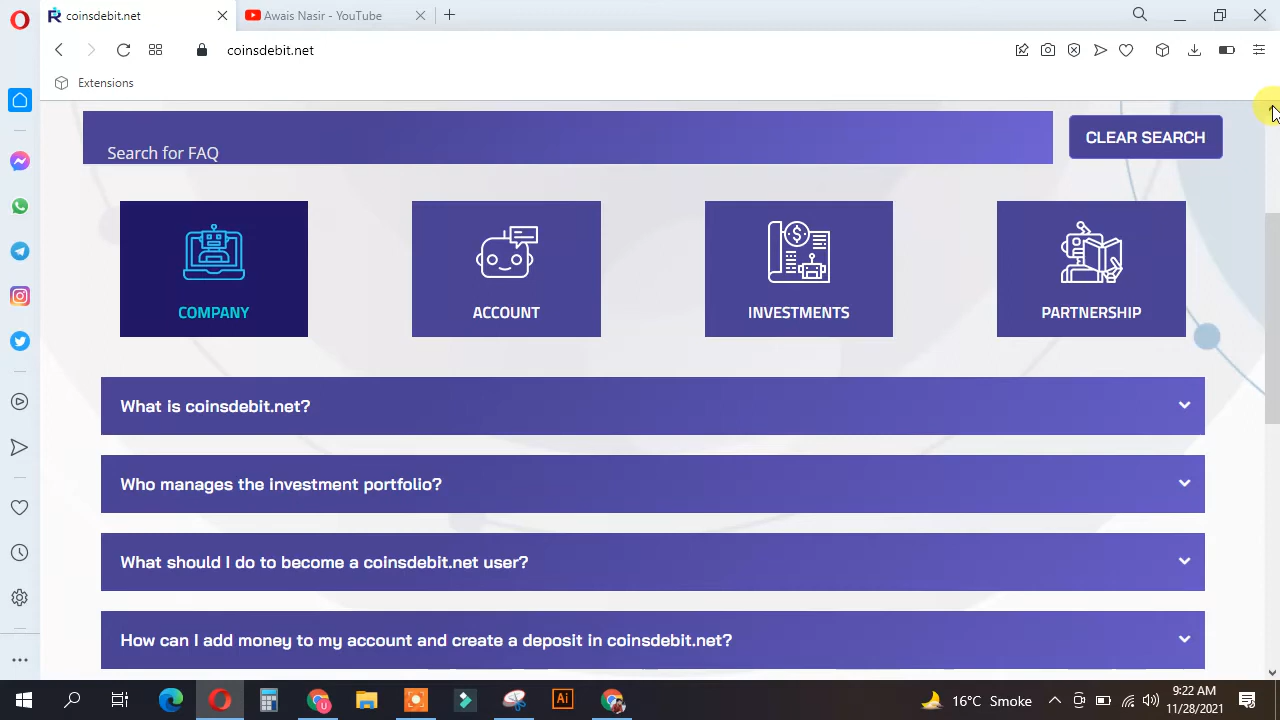 coinsdebit.net
Awais Nasir - YouTube
coinsdebit.net
Extensions
Search for FAQ
CLEAR SEARCH
COMPANY
ACCOUNT
INVESTMENTS
PARTNERSHIP
What is coinsdebit.net?
Who manages the investment portfolio?
What should I do to become a coinsdebit.net user?
How can I add money to my account and create a deposit in coinsdebit.net?
U
Ai
16°C Smoke
9:22 AM
11/28/2021